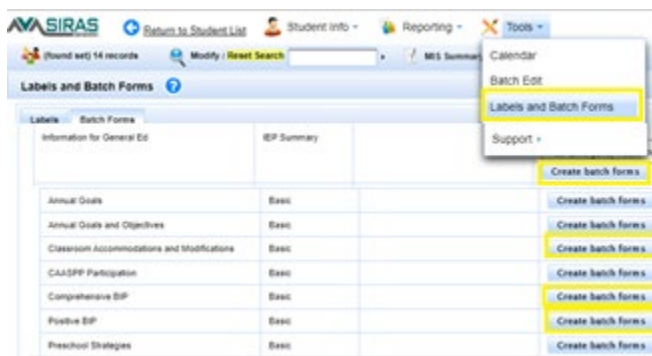 SIRAS Return to Student List Student Info Reporting Tools
(found set) 14 records Modify / Reset Search MIS Summary
Calendar
Batch Edit
Labels and Batch Forms
Support
Labels and Batch Forms ?
Labels Batch Forms
Information for General Ed IEP Summary
Create batch forms
Annual Goals Basic Create batch forms
Annual Goals and Objectives Basic Create batch forms
Classroom Accommodations and Modifications Basic Create batch forms
CAASPP Participation Basic Create batch forms
Comprehensive BIP Basic Create batch forms
Positive BIP Basic Create batch forms
Preschool Strategies Basic Create batch forms